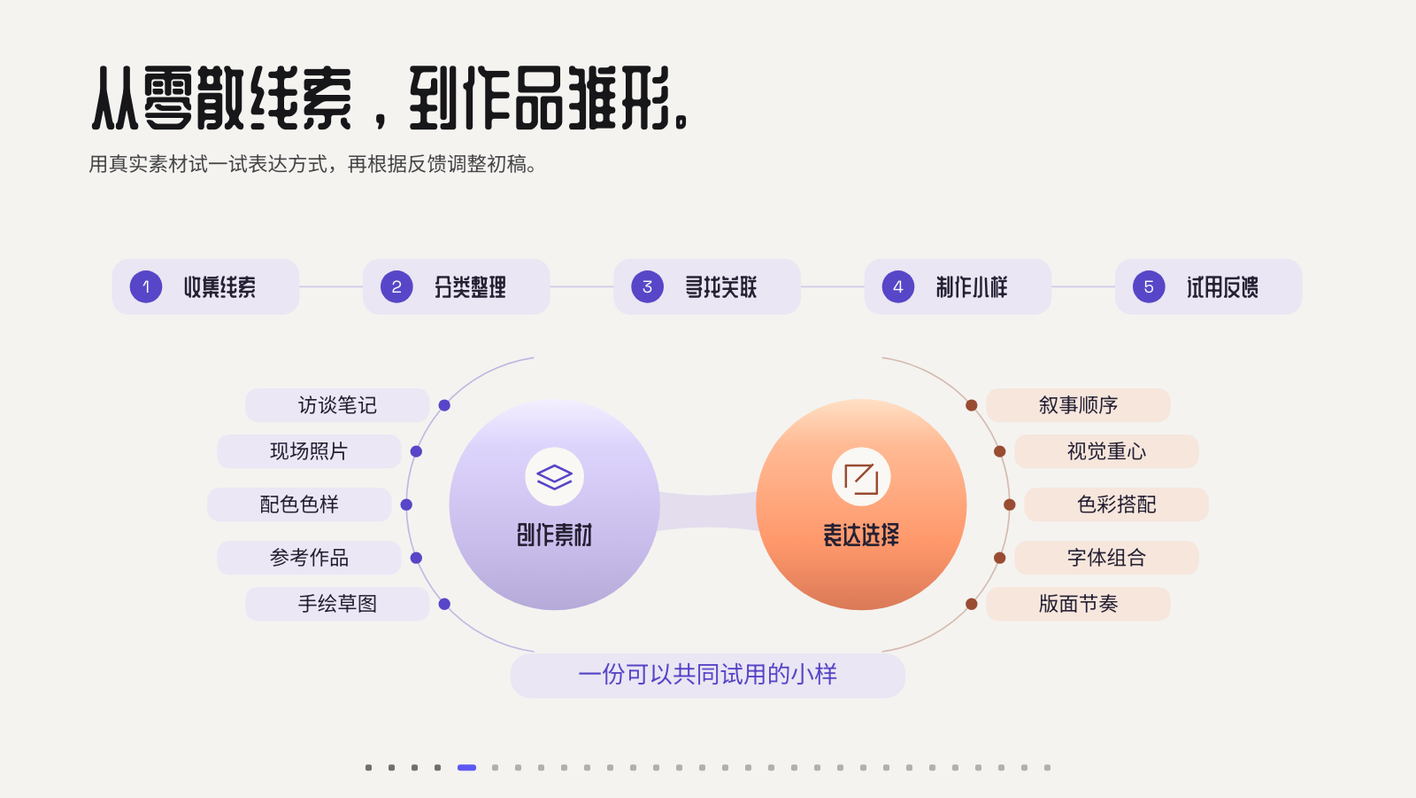 从零散线索，到作品雏形。
用真实素材试一试表达方式，再根据反馈调整初稿。
1 收集线索
2 分类整理
3 寻找关联
4 制作小样
5 试用反馈
访谈笔记
现场照片
配色色样
参考作品
手绘草图
创作素材
表达选择
叙事顺序
视觉重心
色彩搭配
字体组合
版面节奏
一份可以共同试用的小样